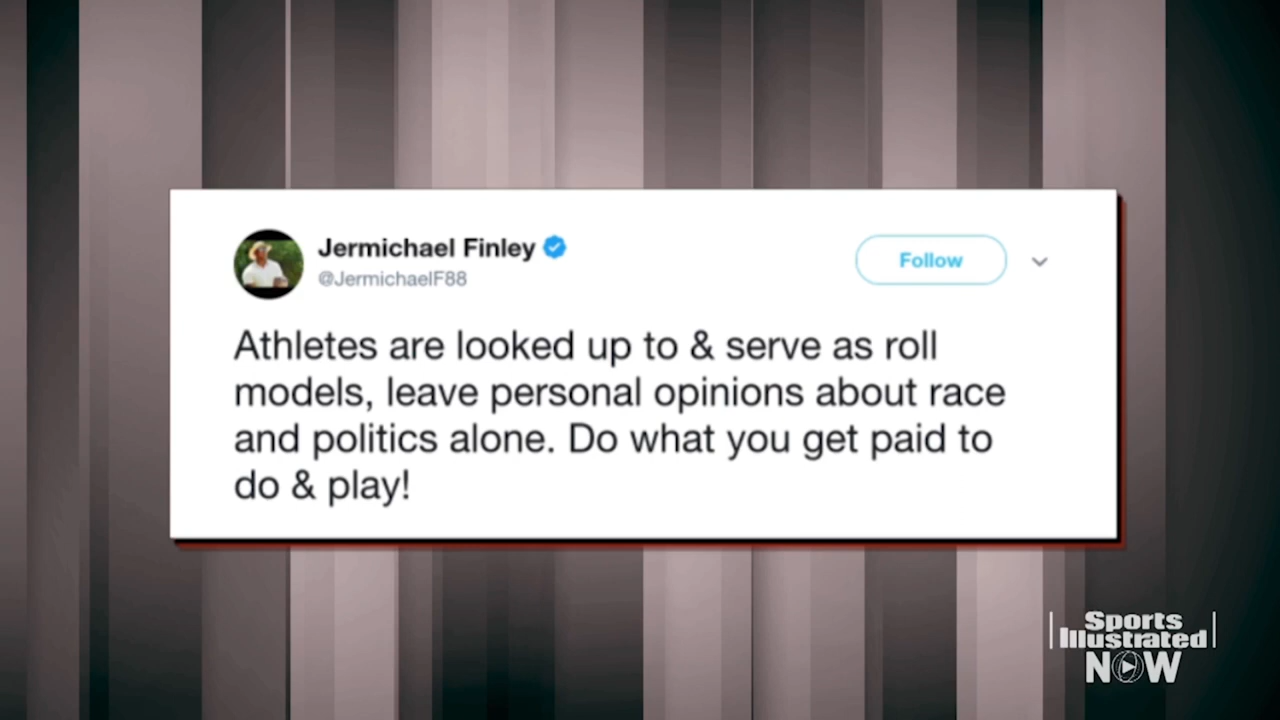 Jermichael Finley
@JermichaelF88
Follow
Athletes are looked up to & serve as roll
models, leave personal opinions about race
and politics alone. Do what you get paid to
do & play!
Sports
Illustrated
NOW